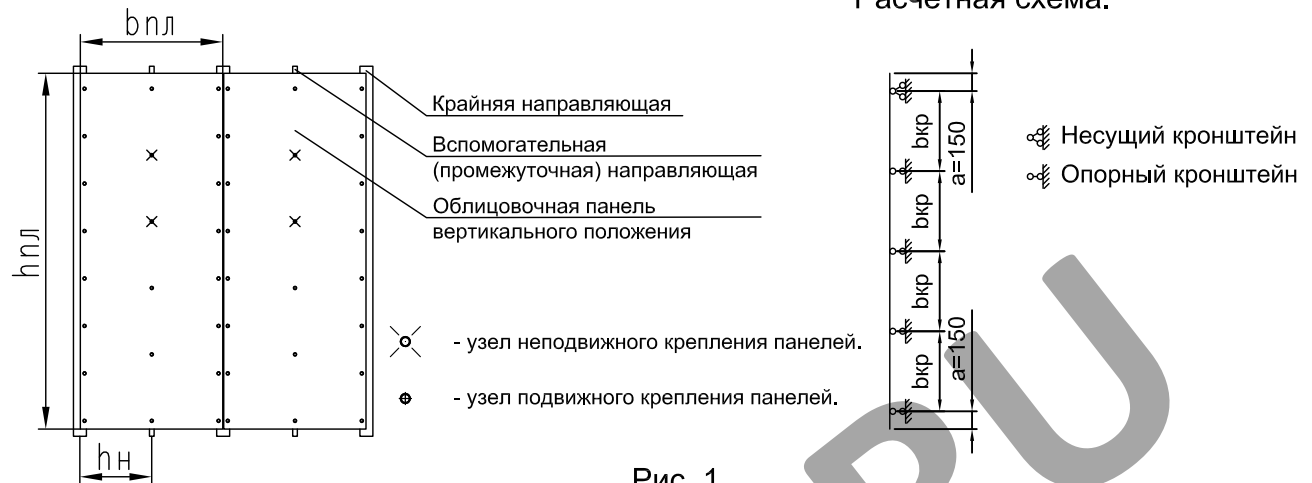 Расчетная схема.
bпл
hпл
hн
Крайняя направляющая
Вспомогательная
(промежуточная) направляющая
Облицовочная панель
вертикального положения
- узел неподвижного крепления панелей.
- узел подвижного крепления панелей.
bкр
bкр
bкр
bкр
a=150
a=150
Несущий кронштейн
Опорный кронштейн
Рис. 1
PU